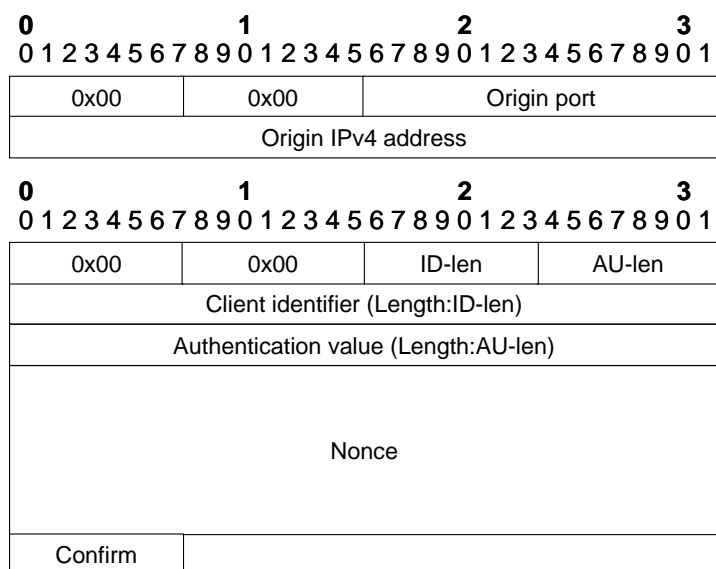 0 1 2 3
0 1 2 3 4 5 6 7 8 9 0 1 2 3 4 5 6 7 8 9 0 1 2 3 4 5 6 7 8 9 0 1
0x00 0x00 Origin port
Origin IPv4 address
0 1 2 3
0 1 2 3 4 5 6 7 8 9 0 1 2 3 4 5 6 7 8 9 0 1 2 3 4 5 6 7 8 9 0 1
0x00 0x00 ID-len AU-len
Client identifier (Length:ID-len)
Authentication value (Length:AU-len)
Nonce
Confirm